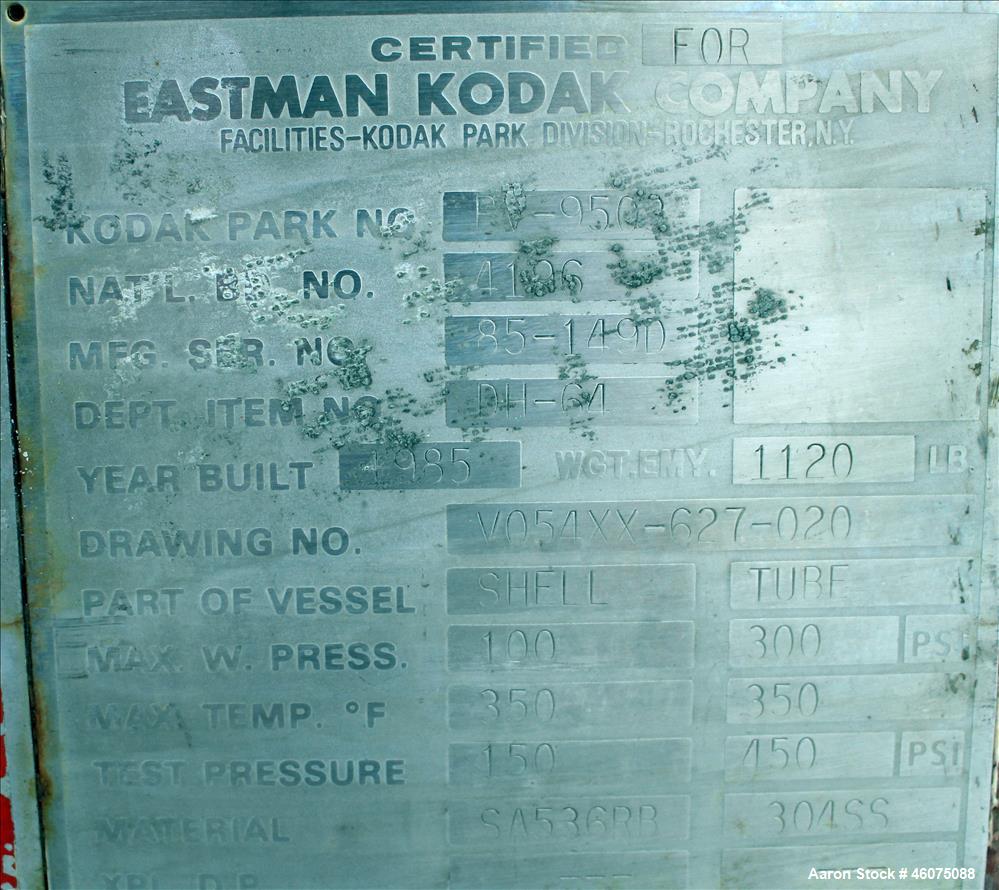 CERTIFIED FOR
EASTMAN KODAK COMPANY
FACILITIES-KODAK PARK DIVISION-ROCHESTER, N.Y.
KODAK PARK NO.
NAT'L. BD. NO.
MFG. SER. NO. 85-149D
DEPT. ITEM NO. DH-64
YEAR BUILT 1985 WGT.EMY. 1120 LB
DRAWING NO. V054XX-627-020
PART OF VESSEL SHELL TUBE
MAX. W. PRESS. 100 300 PSI
MAX. TEMP. °F 350 350
TEST PRESSURE 150 450 PSI
MATERIAL 304SS
Aaron Stock # 46075088